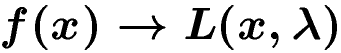 f(x) → L(x, λ)